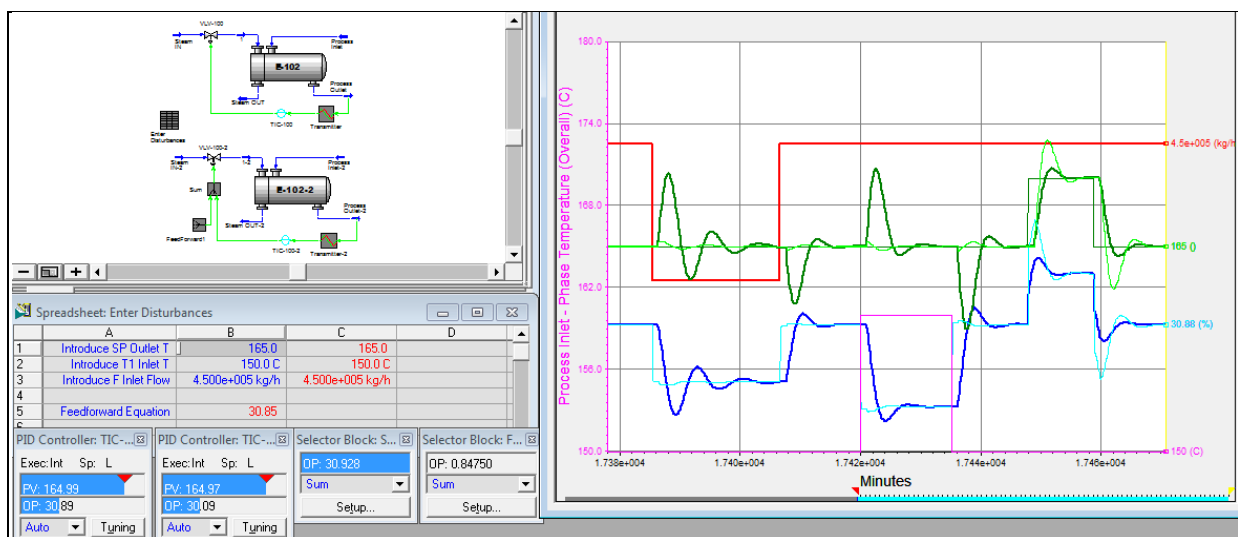 VLV-100
Steam
IN
1
Process
Inlet
E-102
Process
Outlet
Steam OUT
TIC-100
Transmitter
Enter
Disturbances
VLV-100-2
Steam
IN-2
1-2
Process
Inlet-2
Sum
E-102-2
Process
Outlet-2
FeedForward1
Steam OUT-2
TIC-100-2
Transmitter-2
Spreadsheet: Enter Disturbances
A B C D
1 Introduce SP Outlet T 165.0 165.0
2 Introduce T1 Inlet T 150.0 C 150.0 C
3 Introduce F Inlet Flow 4.500e+005 kg/h 4.500e+005 kg/h
4
5 Feedforward Equation 30.85
PID Controller: TIC-...
Exec:Int Sp: L
PV: 164.99
OP: 30.89
Auto Tuning
PID Controller: TIC-...
Exec:Int Sp: L
PV: 164.97
OP: 30.09
Auto Tuning
Selector Block: S...
OP: 30.928
Sum
Setup...
Selector Block: F...
OP: 0.84750
Sum
Setup...
Process Inlet - Phase Temperature (Overall) (C)
180.0
174.0
168.0
162.0
156.0
150.0
4.5e+005 (kg/h
165 ()
30.88 (%)
150 (C)
1.738e+004 1.740e+004 1.742e+004 1.744e+004 1.746e+004
Minutes